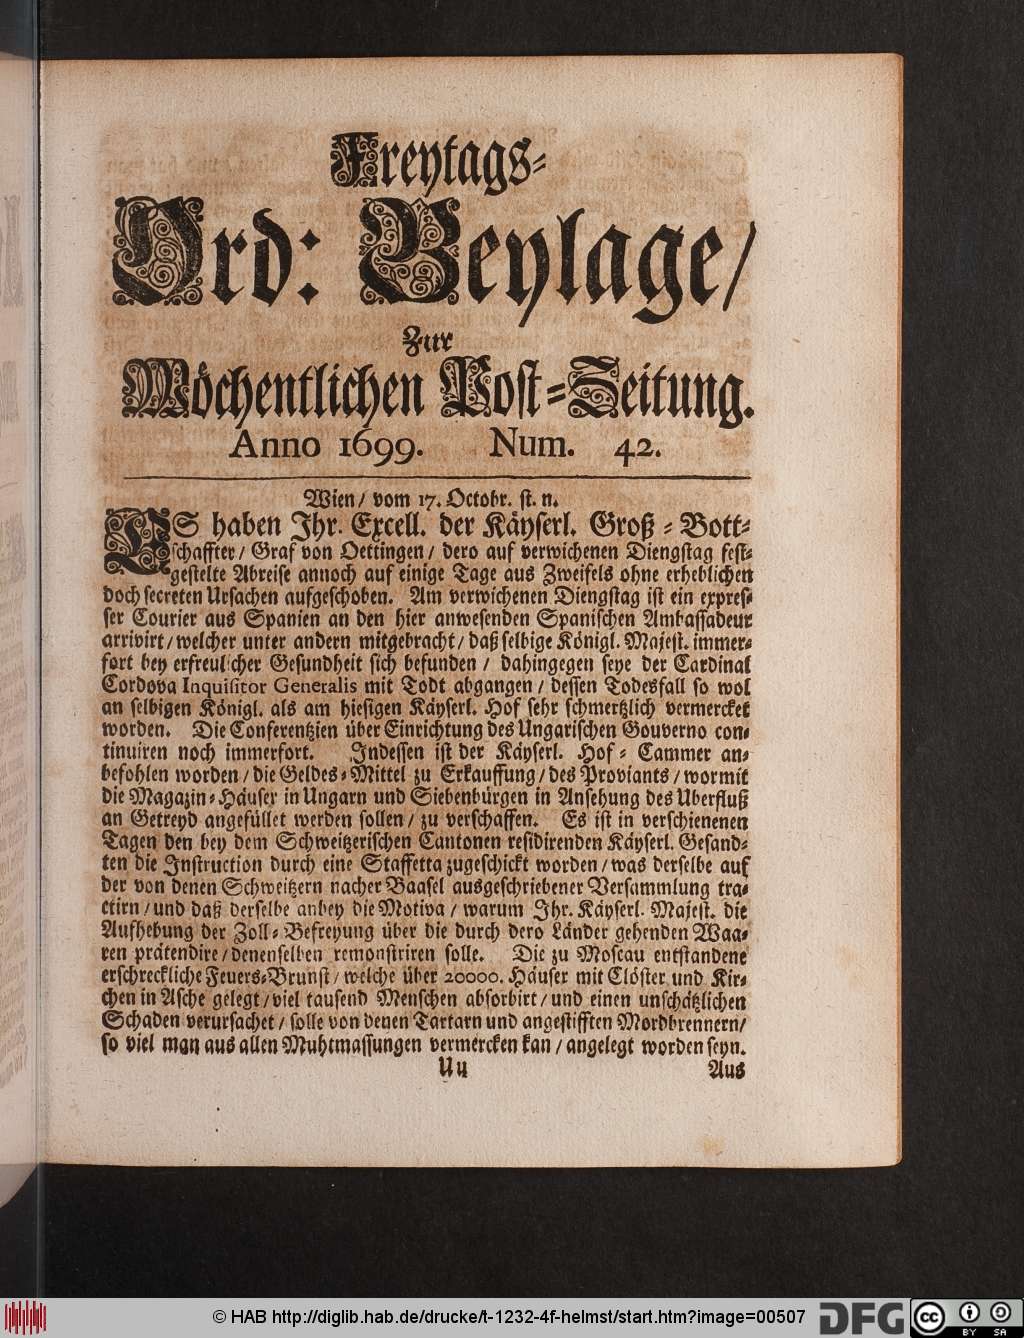 Freytags-
Ord: Beylage/
Zur
Wöchentlichen Post-Zeitung.
Anno 1699. Num. 42.
Wien/ vom 17. Octobr. st. n.
ES haben Ihr. Excell. der Käyserl. Groß-Bott-
schaffter/ Graf von Oettingen/ dero auf verwichenen Diengstag fest-
gestelte Abreise annoch auf einige Tage aus Zweifels ohne erheblichen
doch secreten Ursachen aufgeschoben. Am verwichenen Diengstag ist ein expres-
ser Courier aus Spanien an den hier anwesenden Spanischen Ambassadeur
arrivirt/ welcher unter andern mitgebracht/ daß selbige Königl. Majest. immer-
fort bey erfreulicher Gesundheit sich befunden/ dahingegen seye der Cardinal
Cordova Inquisitor Generalis mit Todt abgangen/ dessen Todesfall so wol
an selbigen Königl. als am hiesigen Käyserl. Hof sehr schmertzlich vermercket
worden. Die Conferentzien über Einrichtung des Ungarischen Gouverno con-
tinuiren noch immerfort. Indessen ist der Käyserl. Hof-Cammer an-
befohlen worden/ die Geldes-Mittel zu Erkauffung/ des Proviants/ wormit
die Magazin-Häuser in Ungarn und Siebenbürgen in Ansehung des Uberfluß
an Getreyd angefüllet werden sollen/ zu verschaffen. Es ist in verschienenen
Tagen den bey dem Schweitzerischen Cantonen residirenden Käyserl. Gesand-
ten die Instruction durch eine Staffetta zugeschickt worden/ was derselbe auf
der von denen Schweitzern nacher Baasel ausgeschriebener Versammlung tra-
ctirn/ und daß derselbe anbey die Motiva/ warum Ihr. Käyserl. Majest. die
Aufhebung der Zoll-Befreyung über die durch dero Länder gehenden Waa-
ren prätendire/ denenselben remonstriren solle. Die zu Moscau entstandene
erschreckliche Feuers-Brunst/ welche über 20000. Häuser mit Clöster und Kir-
chen in Asche gelegt/ viel tausend Menschen absorbirt/ und einen unschätzlichen
Schaden verursachet/ solle von denen Tartarn und angestifften Mordbrennern/
so viel man aus allen Muhtmassungen vermercken kan/ angelegt worden seyn.
Uu Aus
© HAB http://diglib.hab.de/drucke/t-1232-4f-helmst/start.htm?image=00507
DFG
cc
BY SA